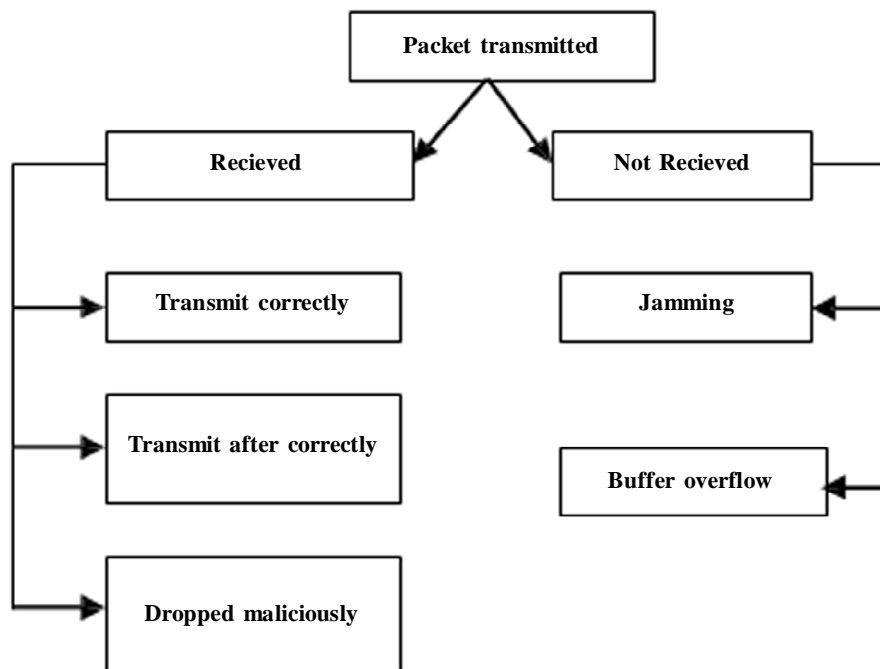 Packet transmitted
Recieved
Not Recieved
Transmit correctly
Jamming
Transmit after correctly
Buffer overflow
Dropped maliciously